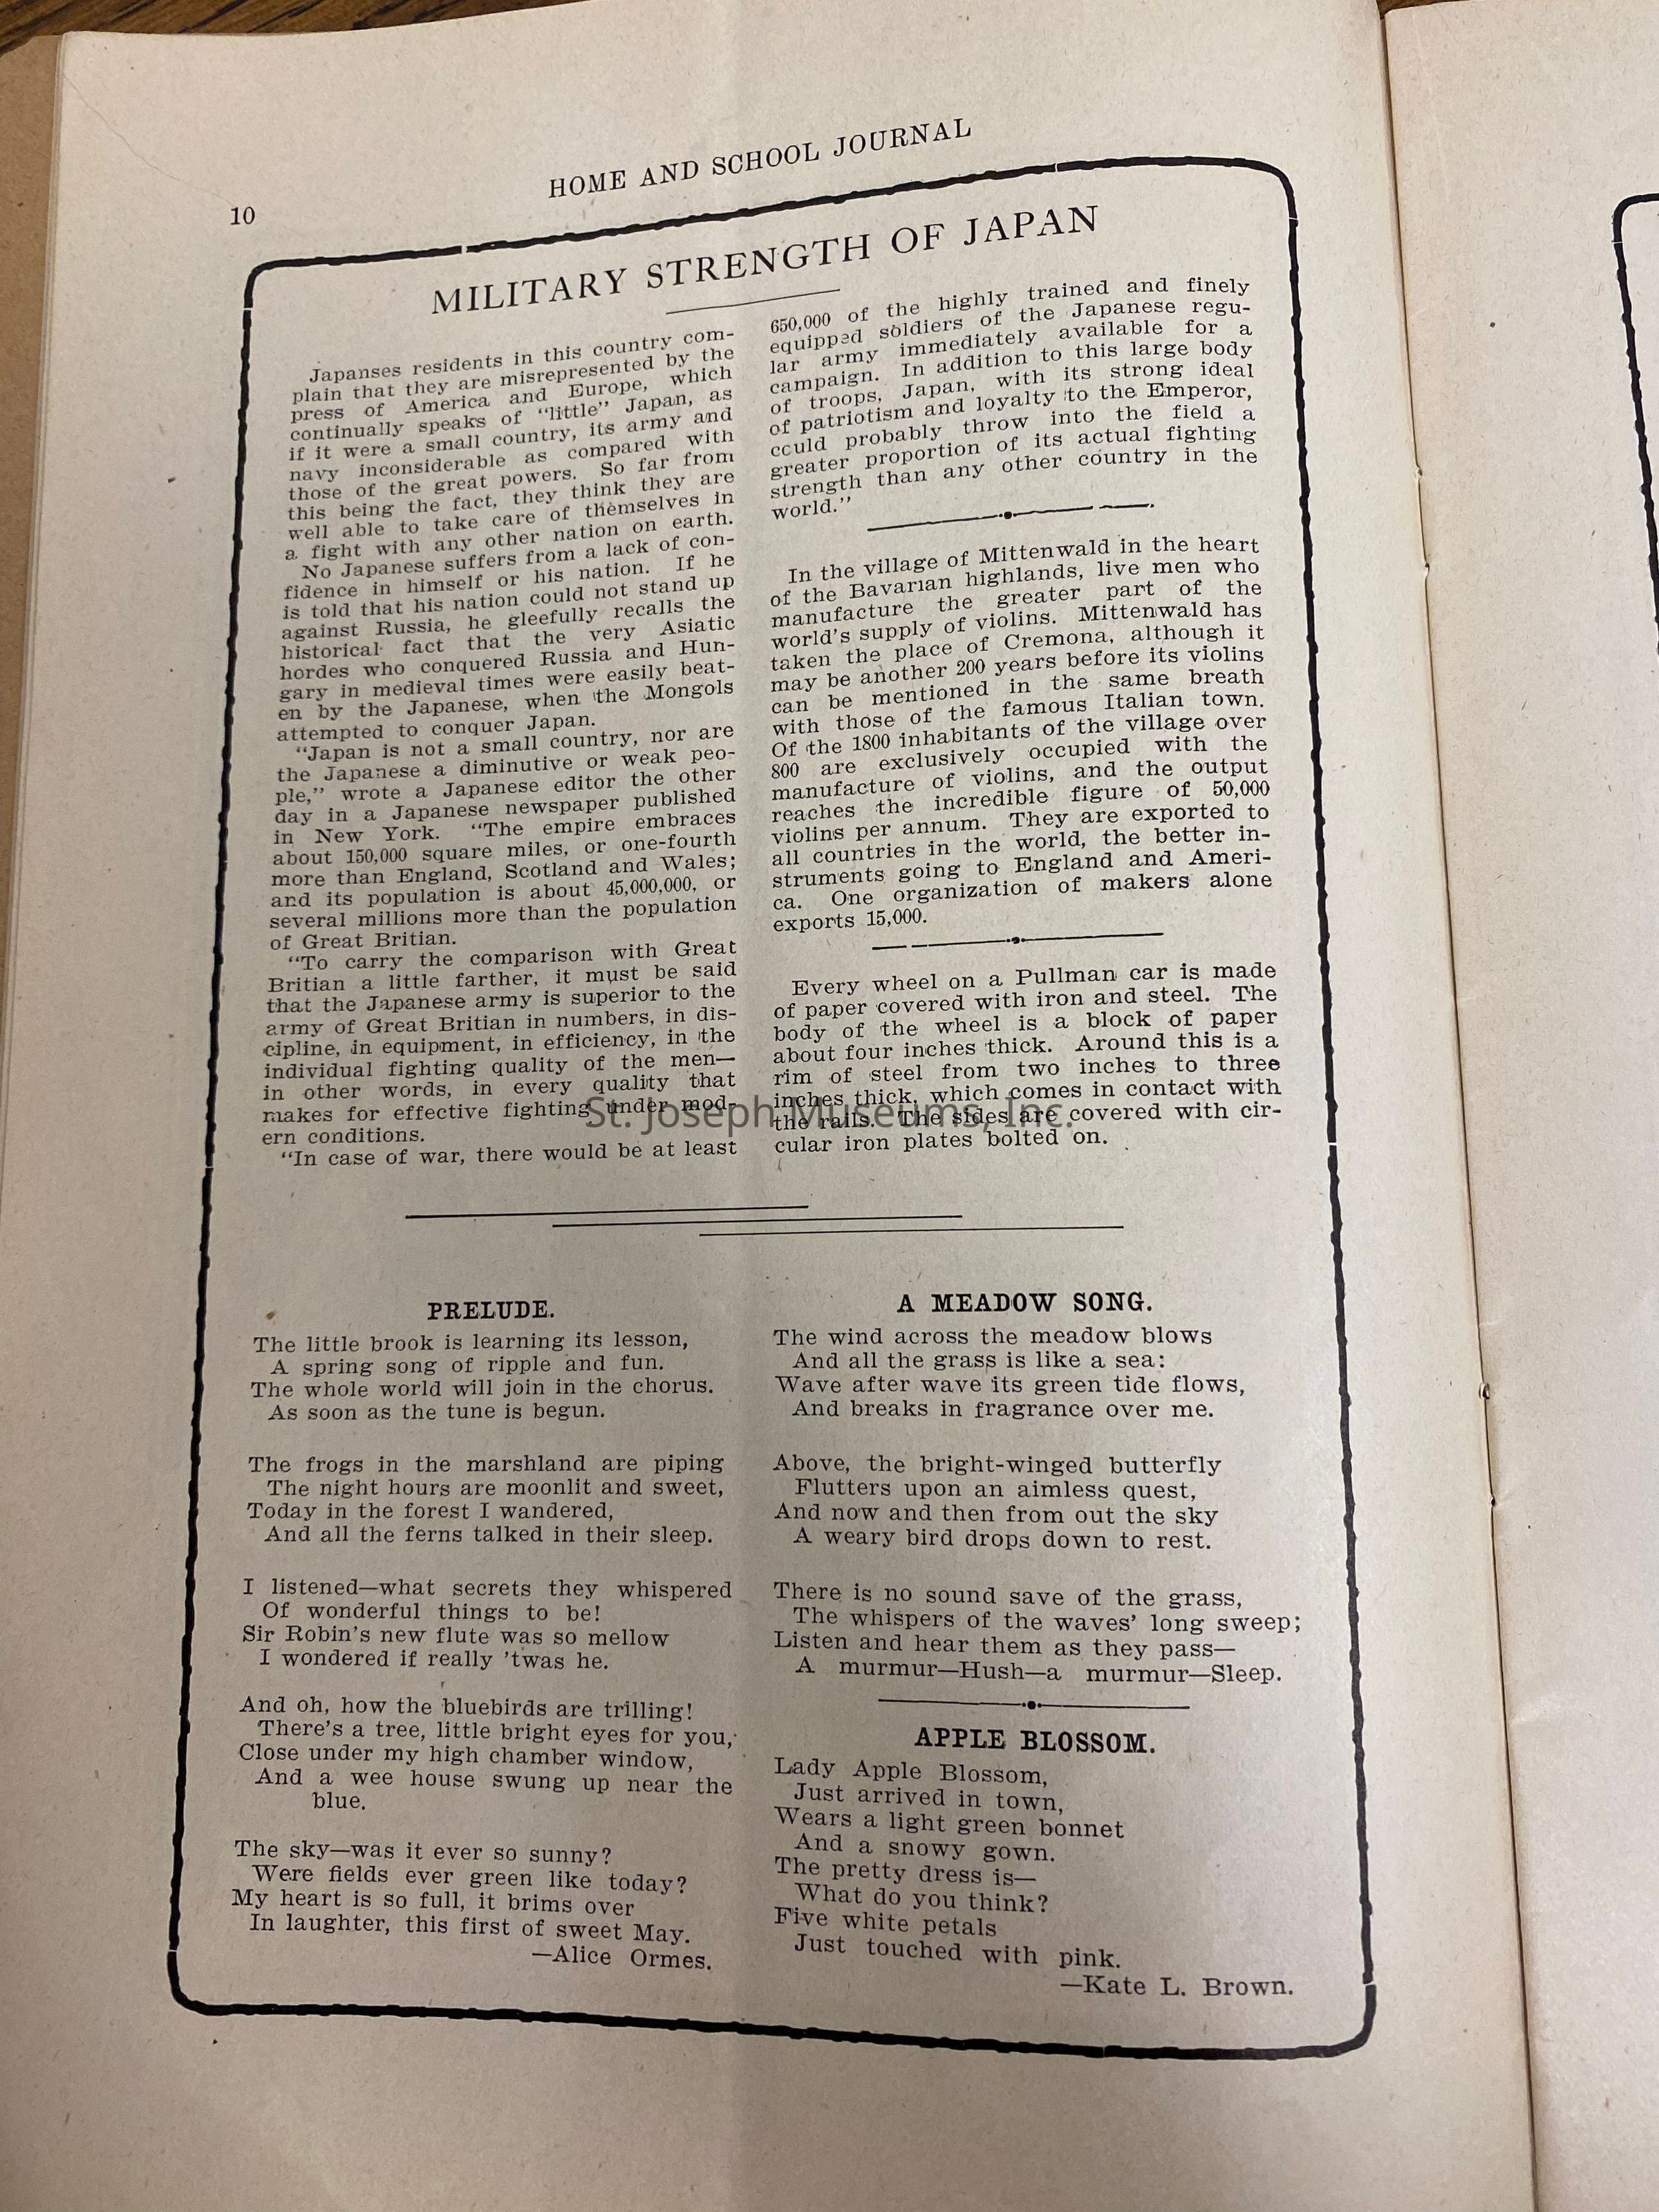 HOME AND SCHOOL JOURNAL
10
MILITARY STRENGTH OF JAPAN
Japanses residents in this country com-
plain that they are misrepresented by the
press of America and Europe, which
continually speaks of "little" Japan, as
if it were a small country, its army and
navy inconsiderable as compared with
those of the great powers. So far from
this being the fact, they think they are
well able to take care of themselves in
a fight with any other nation on earth.
No Japanese suffers from a lack of con-
fidence in himself or his nation. If he
is told that his nation could not stand up
against Russia, he gleefully recalls the
historical fact that the very Asiatic
hordes who conquered Russia and Hun-
gary in medieval times were easily beat-
en by the Japanese, when the Mongols
attempted to conquer Japan.
"Japan is not a small country, nor are
the Japanese a diminutive or weak peo-
ple," wrote a Japanese editor the other
day in a Japanese newspaper published
in New York. "The empire embraces
about 150,000 square miles, or one-fourth
more than England, Scotland and Wales;
and its population is about 45,000,000, or
several millions more than the population
of Great Britian.
"To carry the comparison with Great
Britian a little farther, it must be said
that the Japanese army is superior to the
army of Great Britian in numbers, in dis-
cipline, in equipment, in efficiency, in the
individual fighting quality of the men—
in other words, in every quality that
makes for effective fighting under mod-
ern conditions.
"In case of war, there would be at least
650,000 of the highly trained and finely
equipped soldiers of the Japanese regu-
lar army immediately available for a
campaign. In addition to this large body
of troops, Japan, with its strong ideal
of patriotism and loyalty to the Emperor,
could probably throw into the field a
greater proportion of its actual fighting
strength than any other country in the
world."
In the village of Mittenwald in the heart
of the Bavarian highlands, live men who
manufacture the greater part of the
world's supply of violins. Mittenwald has
taken the place of Cremona, although it
may be another 200 years before its violins
can be mentioned in the same breath
with those of the famous Italian town.
Of the 1800 inhabitants of the village over
800 are exclusively occupied with the
manufacture of violins, and the output
reaches the incredible figure of 50,000
violins per annum. They are exported to
all countries in the world, the better in-
struments going to England and Ameri-
ca. One organization of makers alone
exports 15,000.
Every wheel on a Pullman car is made
of paper covered with iron and steel. The
body of the wheel is a block of paper
about four inches thick. Around this is a
rim of steel from two inches to three
inches thick, which comes in contact with
the rails. The sides are covered with cir-
cular iron plates bolted on.
St. Joseph Museums, Inc.
PRELUDE.
The little brook is learning its lesson,
A spring song of ripple and fun.
The whole world will join in the chorus.
As soon as the tune is begun.
The frogs in the marshland are piping
The night hours are moonlit and sweet,
Today in the forest I wandered,
And all the ferns talked in their sleep.
I listened—what secrets they whispered
Of wonderful things to be!
Sir Robin's new flute was so mellow
I wondered if really 'twas he.
And oh, how the bluebirds are trilling!
There's a tree, little bright eyes for you,
Close under my high chamber window,
And a wee house swung up near the
blue.
The sky—was it ever so sunny?
Were fields ever green like today?
My heart is so full, it brims over
In laughter, this first of sweet May.
—Alice Ormes.
A MEADOW SONG.
The wind across the meadow blows
And all the grass is like a sea:
Wave after wave its green tide flows,
And breaks in fragrance over me.
Above, the bright-winged butterfly
Flutters upon an aimless quest,
And now and then from out the sky
A weary bird drops down to rest.
There is no sound save of the grass,
The whispers of the waves' long sweep;
Listen and hear them as they pass—
A murmur—Hush—a murmur—Sleep.
APPLE BLOSSOM.
Lady Apple Blossom,
Just arrived in town,
Wears a light green bonnet
And a snowy gown.
The pretty dress is—
What do you think?
Five white petals
Just touched with pink.
—Kate L. Brown.